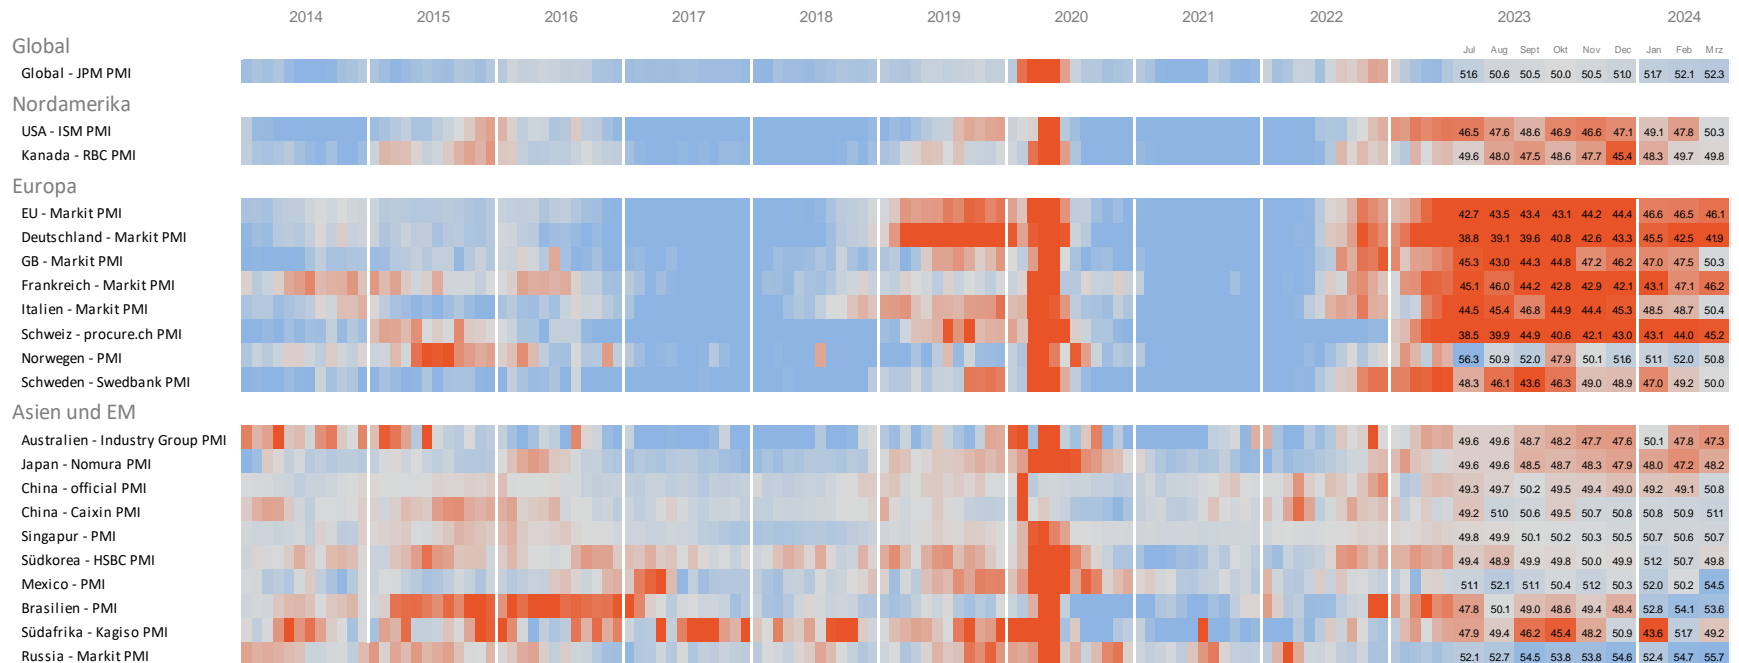 2014 2015 2016 2017 2018 2019 2020 2021 2022 2023 2024
Global Jul Aug Sept Okt Nov Dec Jan Feb Mrz
Global - JPM PMI 51.6 50.6 50.5 50.0 50.5 51.0 51.7 52.1 52.3
Nordamerika
USA - ISM PMI 46.5 47.6 48.6 46.9 46.6 47.1 49.1 47.8 50.3
Kanada - RBC PMI 49.6 48.0 47.5 48.6 47.7 45.4 48.3 49.7 49.8
Europa
EU - Markit PMI 42.7 43.5 43.4 43.1 44.2 44.4 46.6 46.5 46.1
Deutschland - Markit PMI 38.8 39.1 39.6 40.8 42.6 43.3 45.5 42.5 41.9
GB - Markit PMI 45.3 43.0 44.3 44.8 47.2 46.2 47.0 47.5 50.3
Frankreich - Markit PMI 45.1 46.0 44.2 42.8 42.9 42.1 43.1 47.1 46.2
Italien - Markit PMI 44.5 45.4 46.8 44.9 44.4 45.3 48.5 48.7 50.4
Schweiz - procure.ch PMI 38.5 39.9 44.9 40.6 42.1 43.0 43.1 44.0 45.2
Norwegen - PMI 56.3 50.9 52.0 47.9 50.1 51.6 51.1 52.0 50.8
Schweden - Swedbank PMI 48.3 46.1 43.6 46.3 49.0 48.9 47.0 49.2 50.0
Asien und EM
Australien - Industry Group PMI 49.6 49.6 48.7 48.2 47.7 47.6 50.1 47.8 47.3
Japan - Nomura PMI 49.6 49.6 48.5 48.7 48.3 47.9 48.0 47.2 48.2
China - official PMI 49.3 49.7 50.2 49.5 49.4 49.0 49.2 49.1 50.8
China - Caixin PMI 49.2 51.0 50.6 49.5 50.7 50.8 50.8 50.9 51.1
Singapur - PMI 49.8 49.9 50.1 50.2 50.3 50.5 50.7 50.6 50.7
Südkorea - HSBC PMI 49.4 48.9 49.9 49.8 50.0 49.9 51.2 50.7 49.8
Mexico - PMI 51.1 52.1 51.1 50.4 51.2 50.3 52.0 50.2 54.5
Brasilien - PMI 47.8 50.1 49.0 48.6 49.4 48.4 52.8 54.1 53.6
Südafrika - Kagiso PMI 47.9 49.4 46.2 45.4 48.2 50.9 43.6 51.7 49.2
Russia - Markit PMI 52.1 52.7 54.5 53.8 53.8 54.6 52.4 54.7 55.7